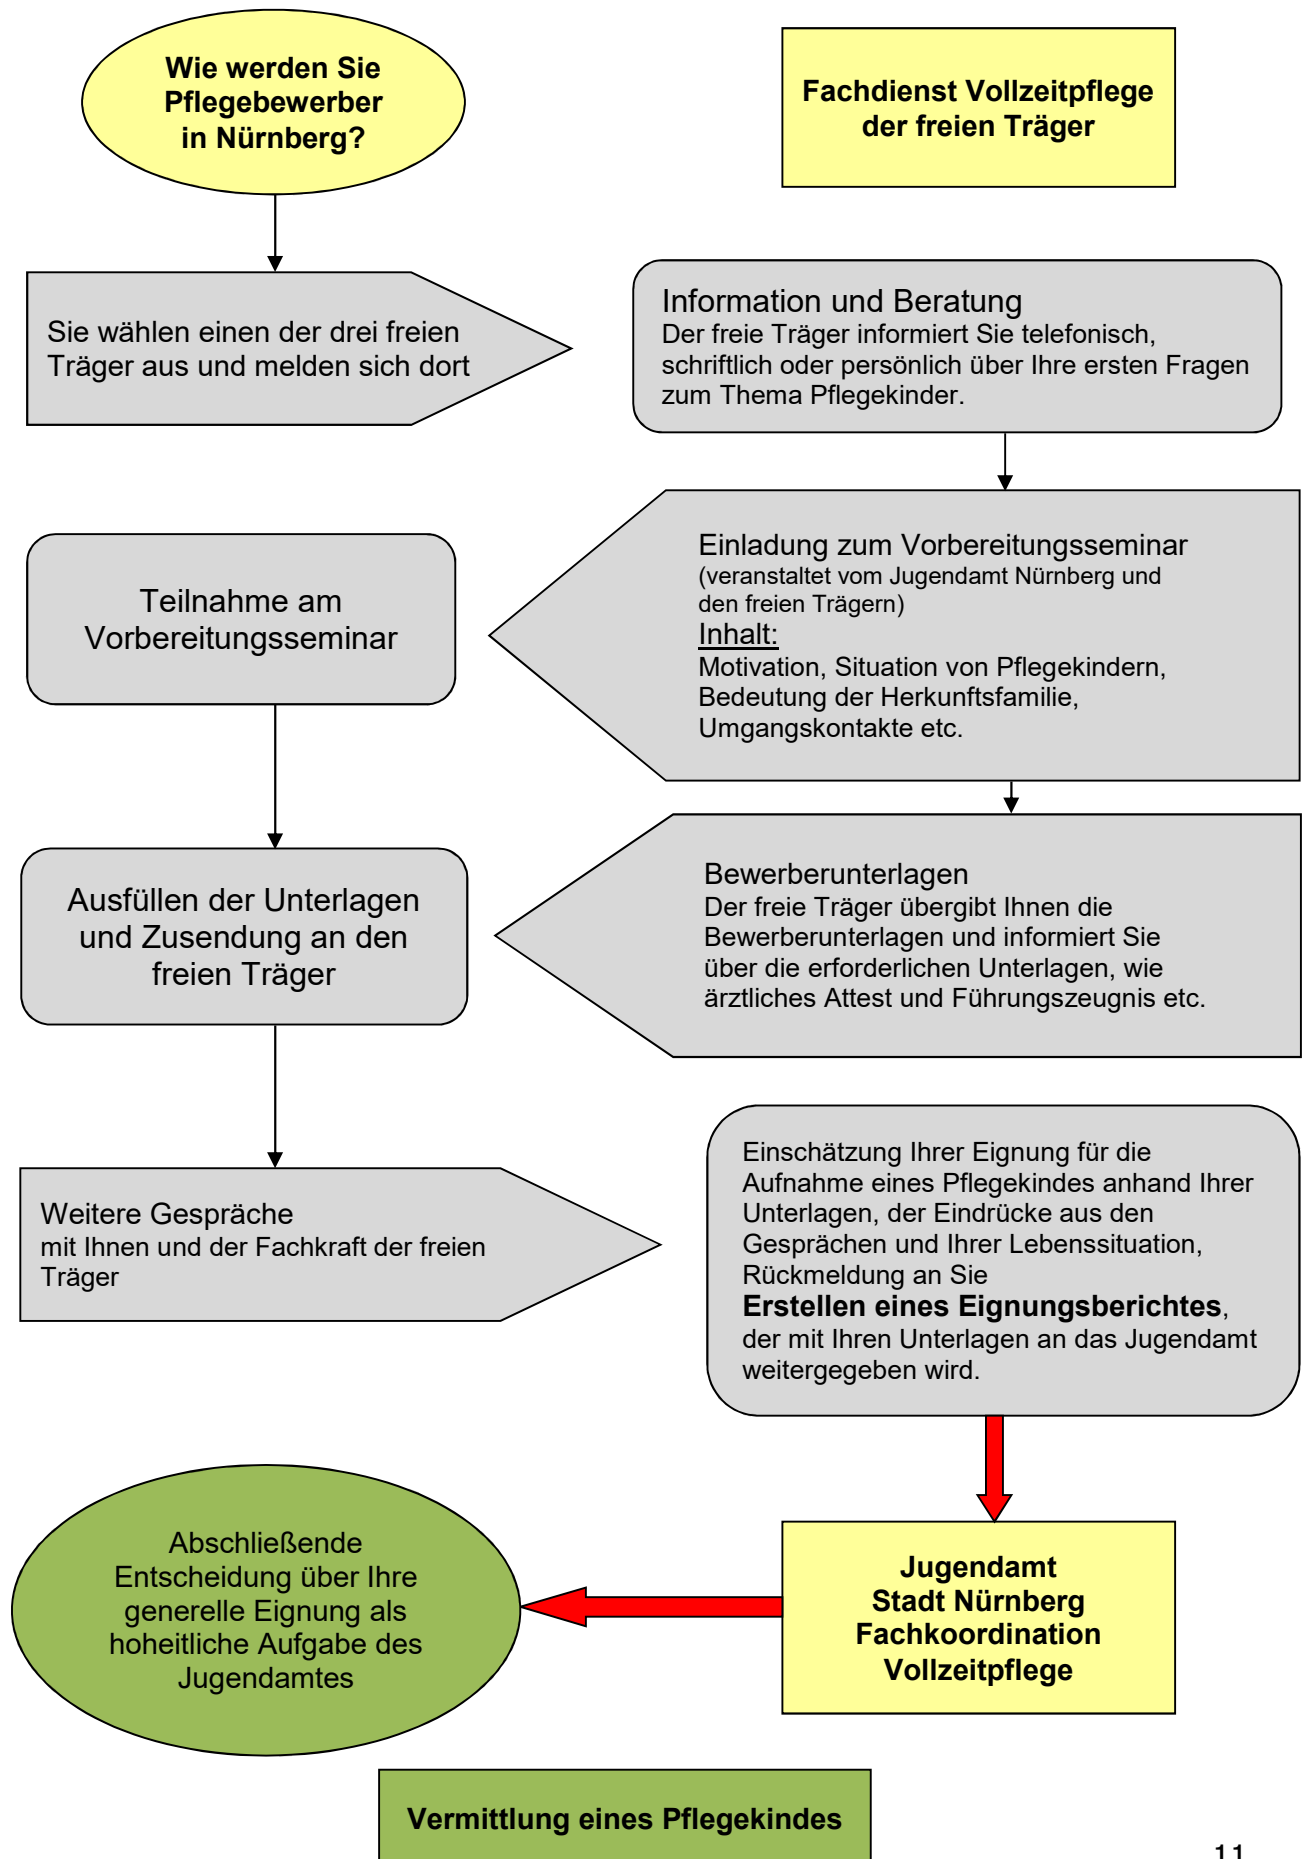 Wie werden Sie
Pflegebewerber
in Nürnberg?
Fachdienst Vollzeitpflege
der freien Träger
Sie wählen einen der drei freien
Träger aus und melden sich dort
Information und Beratung
Der freie Träger informiert Sie telefonisch,
schriftlich oder persönlich über Ihre ersten Fragen
zum Thema Pflegekinder.
Einladung zum Vorbereitungsseminar
(veranstaltet vom Jugendamt Nürnberg und
den freien Trägern)
Inhalt:
Motivation, Situation von Pflegekindern,
Bedeutung der Herkunftsfamilie,
Umgangskontakte etc.
Teilnahme am
Vorbereitungsseminar
Bewerberunterlagen
Der freie Träger übergibt Ihnen die
Bewerberunterlagen und informiert Sie
über die erforderlichen Unterlagen, wie
ärztliches Attest und Führungszeugnis etc.
Ausfüllen der Unterlagen
und Zusendung an den
freien Träger
Weitere Gespräche
mit Ihnen und der Fachkraft der freien
Träger
Einschätzung Ihrer Eignung für die
Aufnahme eines Pflegekindes anhand Ihrer
Unterlagen, der Eindrücke aus den
Gesprächen und Ihrer Lebenssituation,
Rückmeldung an Sie
Erstellen eines Eignungsberichtes,
der mit Ihren Unterlagen an das Jugendamt
weitergegeben wird.
Jugendamt
Stadt Nürnberg
Fachkoordination
Vollzeitpflege
Abschließende
Entscheidung über Ihre
generelle Eignung als
hoheitliche Aufgabe des
Jugendamtes
Vermittlung eines Pflegekindes
11